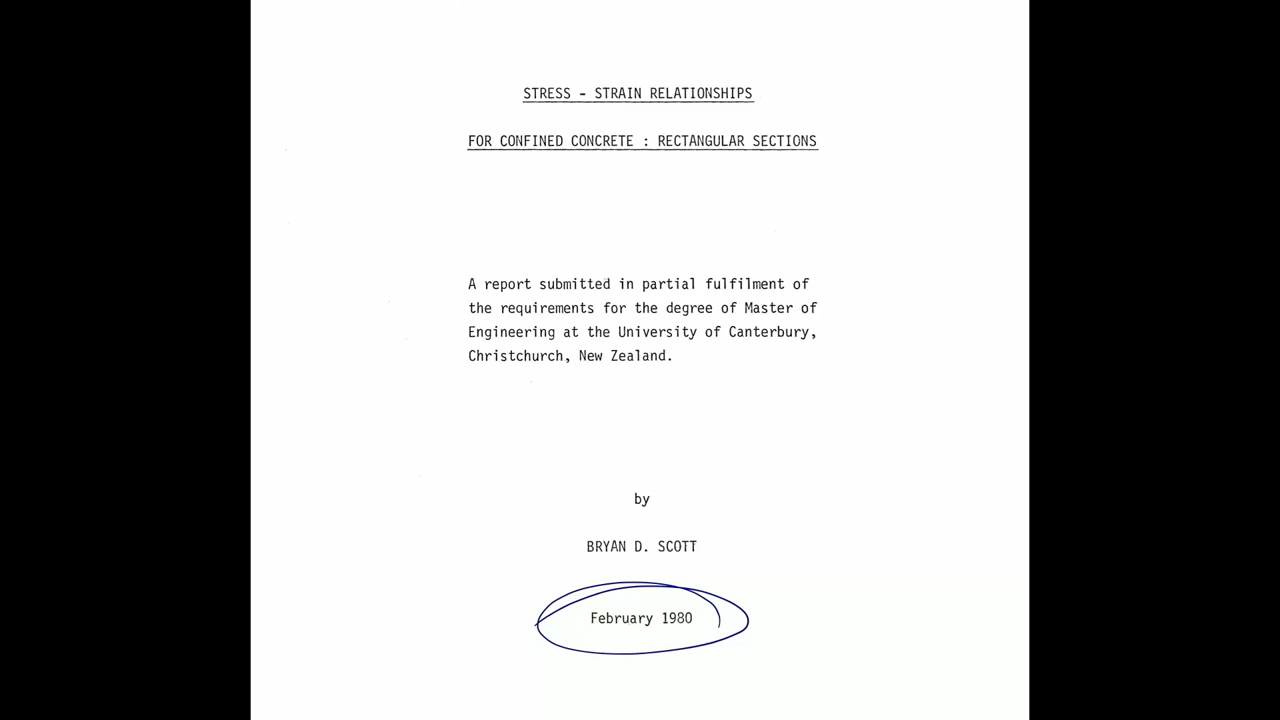 STRESS - STRAIN RELATIONSHIPS
FOR CONFINED CONCRETE : RECTANGULAR SECTIONS
A report submitted in partial fulfilment of
the requirements for the degree of Master of
Engineering at the University of Canterbury,
Christchurch, New Zealand.
by
BRYAN D. SCOTT
February 1980